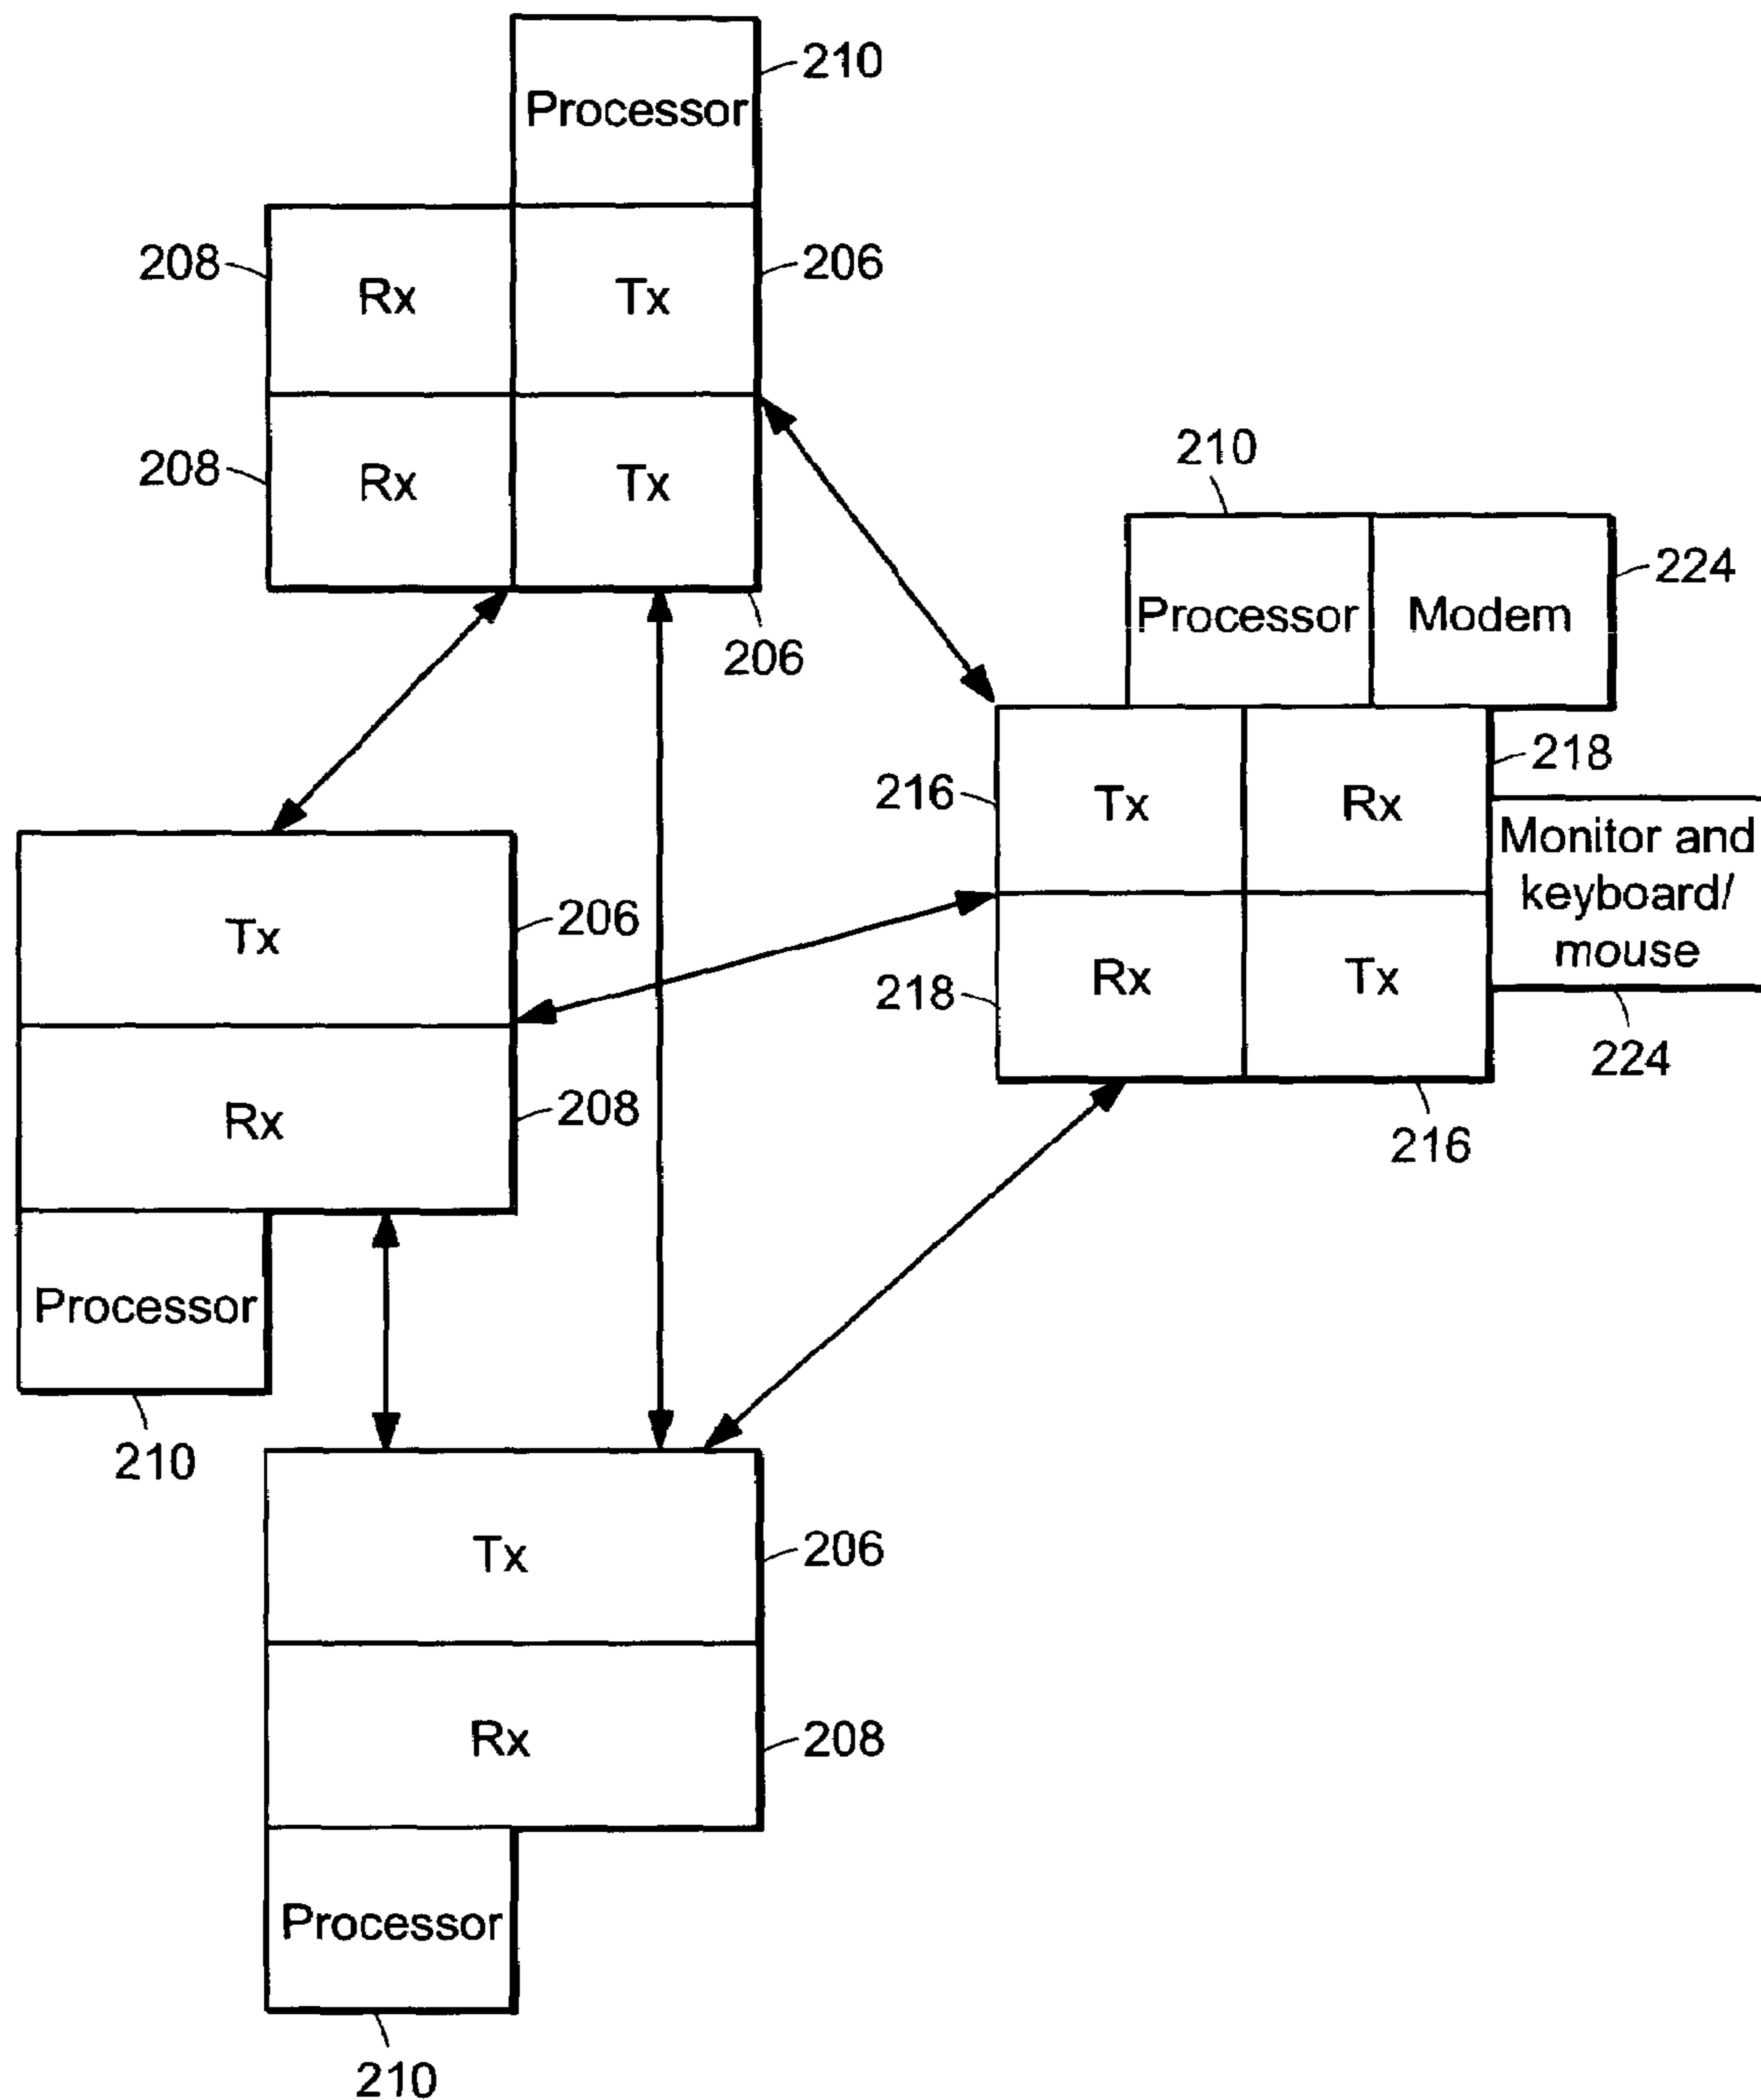 210
Processor
208
Rx
Tx
206
208
Rx
Tx
206
210
Processor
Modem
224
216
Tx
Rx
218
Monitor and
keyboard/
mouse
224
218
Rx
Tx
216
Tx
206
Rx
208
Processor
210
Tx
206
Rx
208
Processor
210